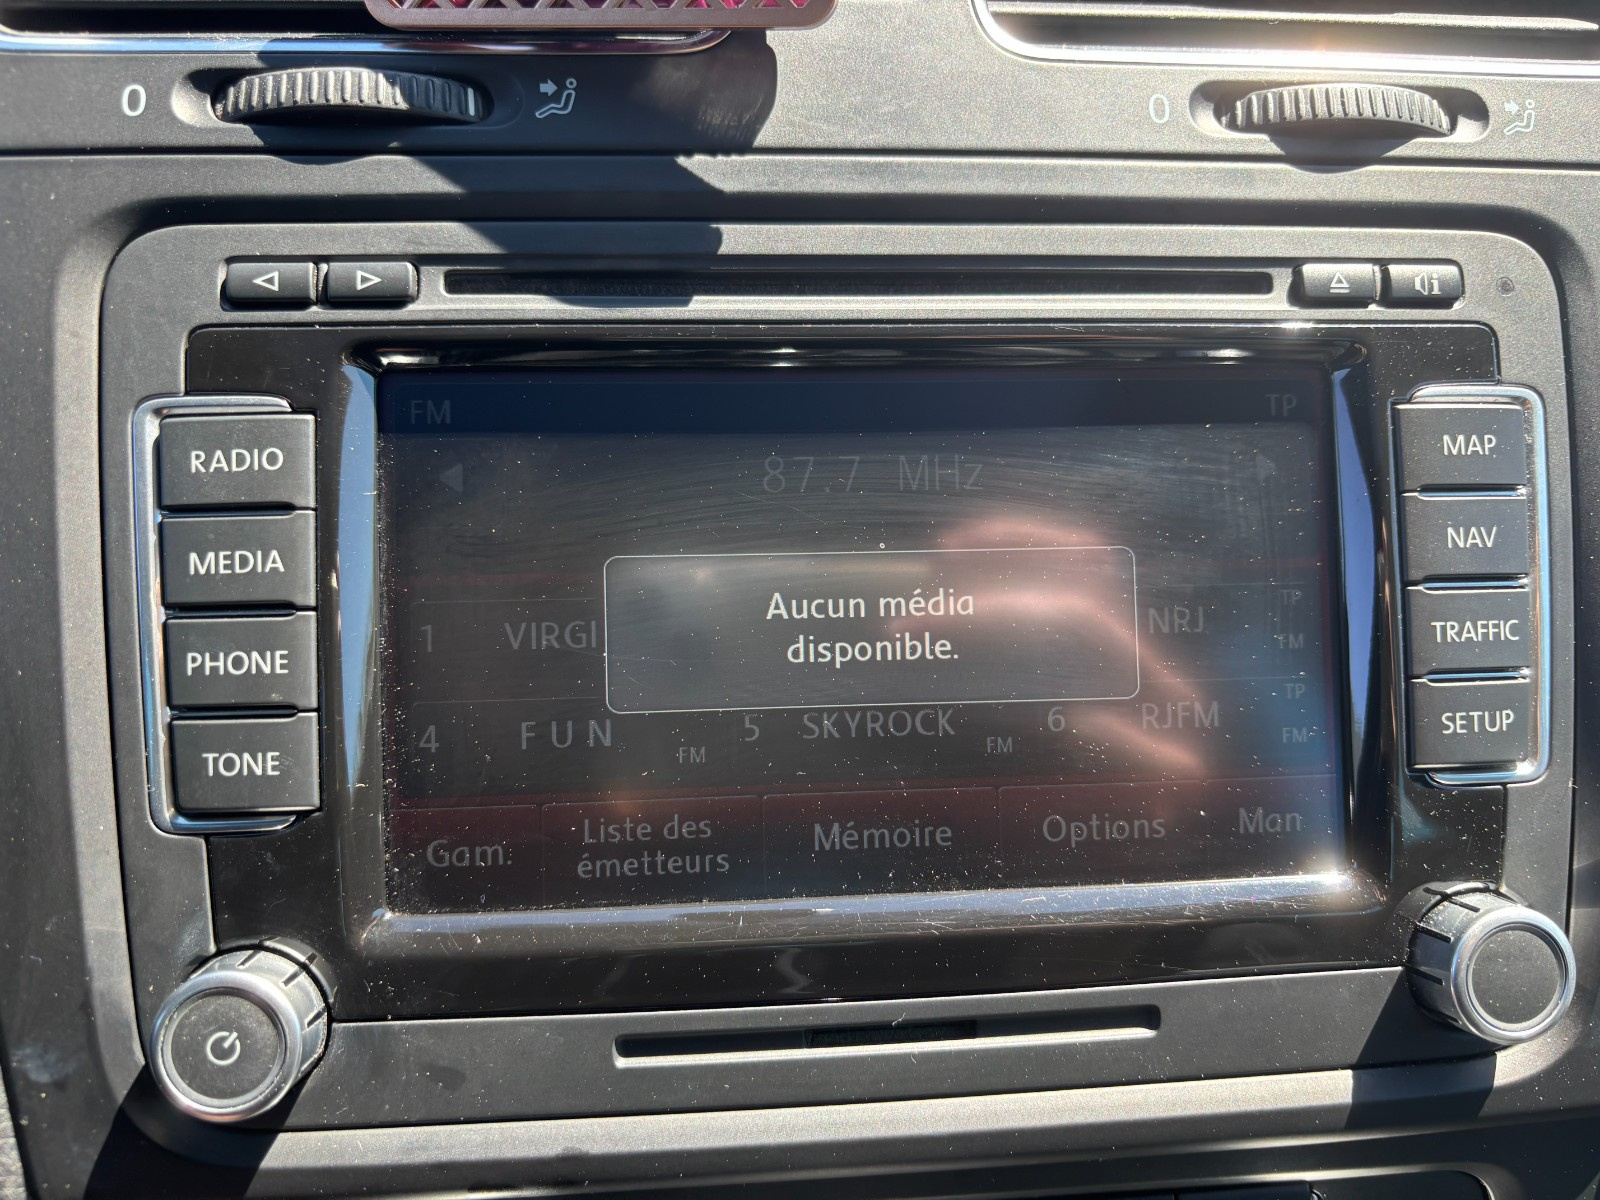 0
0
RADIO
MEDIA
PHONE
TONE
MAP
NAV
TRAFFIC
SETUP
FM
TP
87.7 MHz
Aucun média
disponible.
1 VIRGI
NRJ
TP
FM
4 FUN FM
5 SKYROCK FM
6 RJFM
TP
FM
Gam.
Liste des
émetteurs
Mémoire
Options
Man